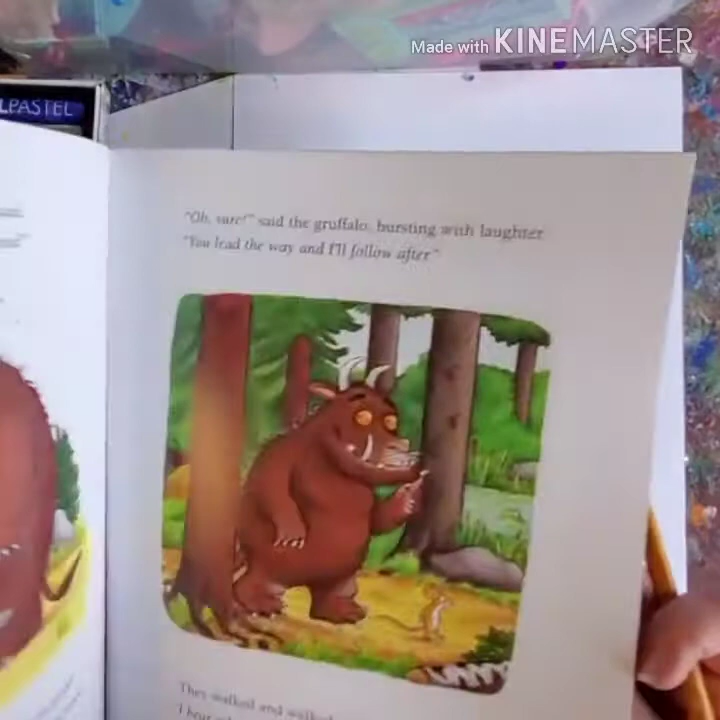 Made with KINEMASTER
LPASTEL
"Oh, sure!" said the gruffalo, bursting with laughter.
"You lead the way and I'll follow after."
They walked and walked
I hear